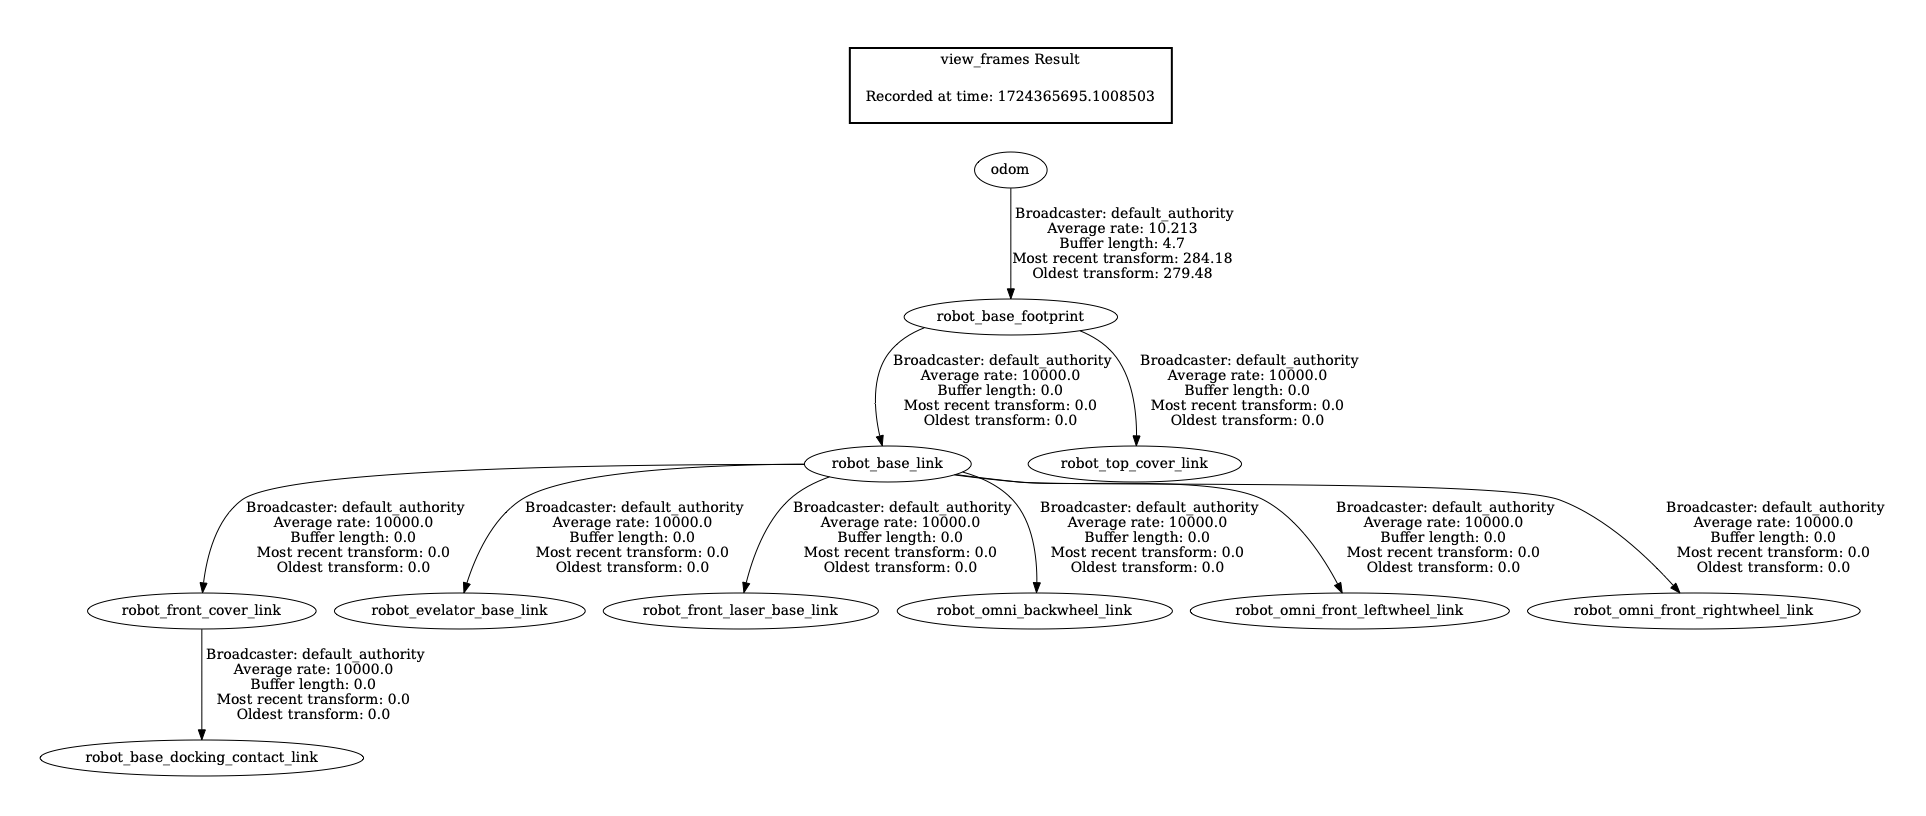 view_frames Result
Recorded at time: 1724365695.1008503
odom
Broadcaster: default_authority
Average rate: 10.213
Buffer length: 4.7
Most recent transform: 284.18
Oldest transform: 279.48
robot_base_footprint
Broadcaster: default_authority
Average rate: 10000.0
Buffer length: 0.0
Most recent transform: 0.0
Oldest transform: 0.0
Broadcaster: default_authority
Average rate: 10000.0
Buffer length: 0.0
Most recent transform: 0.0
Oldest transform: 0.0
robot_base_link
robot_top_cover_link
Broadcaster: default_authority
Average rate: 10000.0
Buffer length: 0.0
Most recent transform: 0.0
Oldest transform: 0.0
Broadcaster: default_authority
Average rate: 10000.0
Buffer length: 0.0
Most recent transform: 0.0
Oldest transform: 0.0
Broadcaster: default_authority
Average rate: 10000.0
Buffer length: 0.0
Most recent transform: 0.0
Oldest transform: 0.0
Broadcaster: default_authority
Average rate: 10000.0
Buffer length: 0.0
Most recent transform: 0.0
Oldest transform: 0.0
Broadcaster: default_authority
Average rate: 10000.0
Buffer length: 0.0
Most recent transform: 0.0
Oldest transform: 0.0
Broadcaster: default_authority
Average rate: 10000.0
Buffer length: 0.0
Most recent transform: 0.0
Oldest transform: 0.0
robot_front_cover_link
robot_evelator_base_link
robot_front_laser_base_link
robot_omni_backwheel_link
robot_omni_front_leftwheel_link
robot_omni_front_rightwheel_link
Broadcaster: default_authority
Average rate: 10000.0
Buffer length: 0.0
Most recent transform: 0.0
Oldest transform: 0.0
robot_base_docking_contact_link